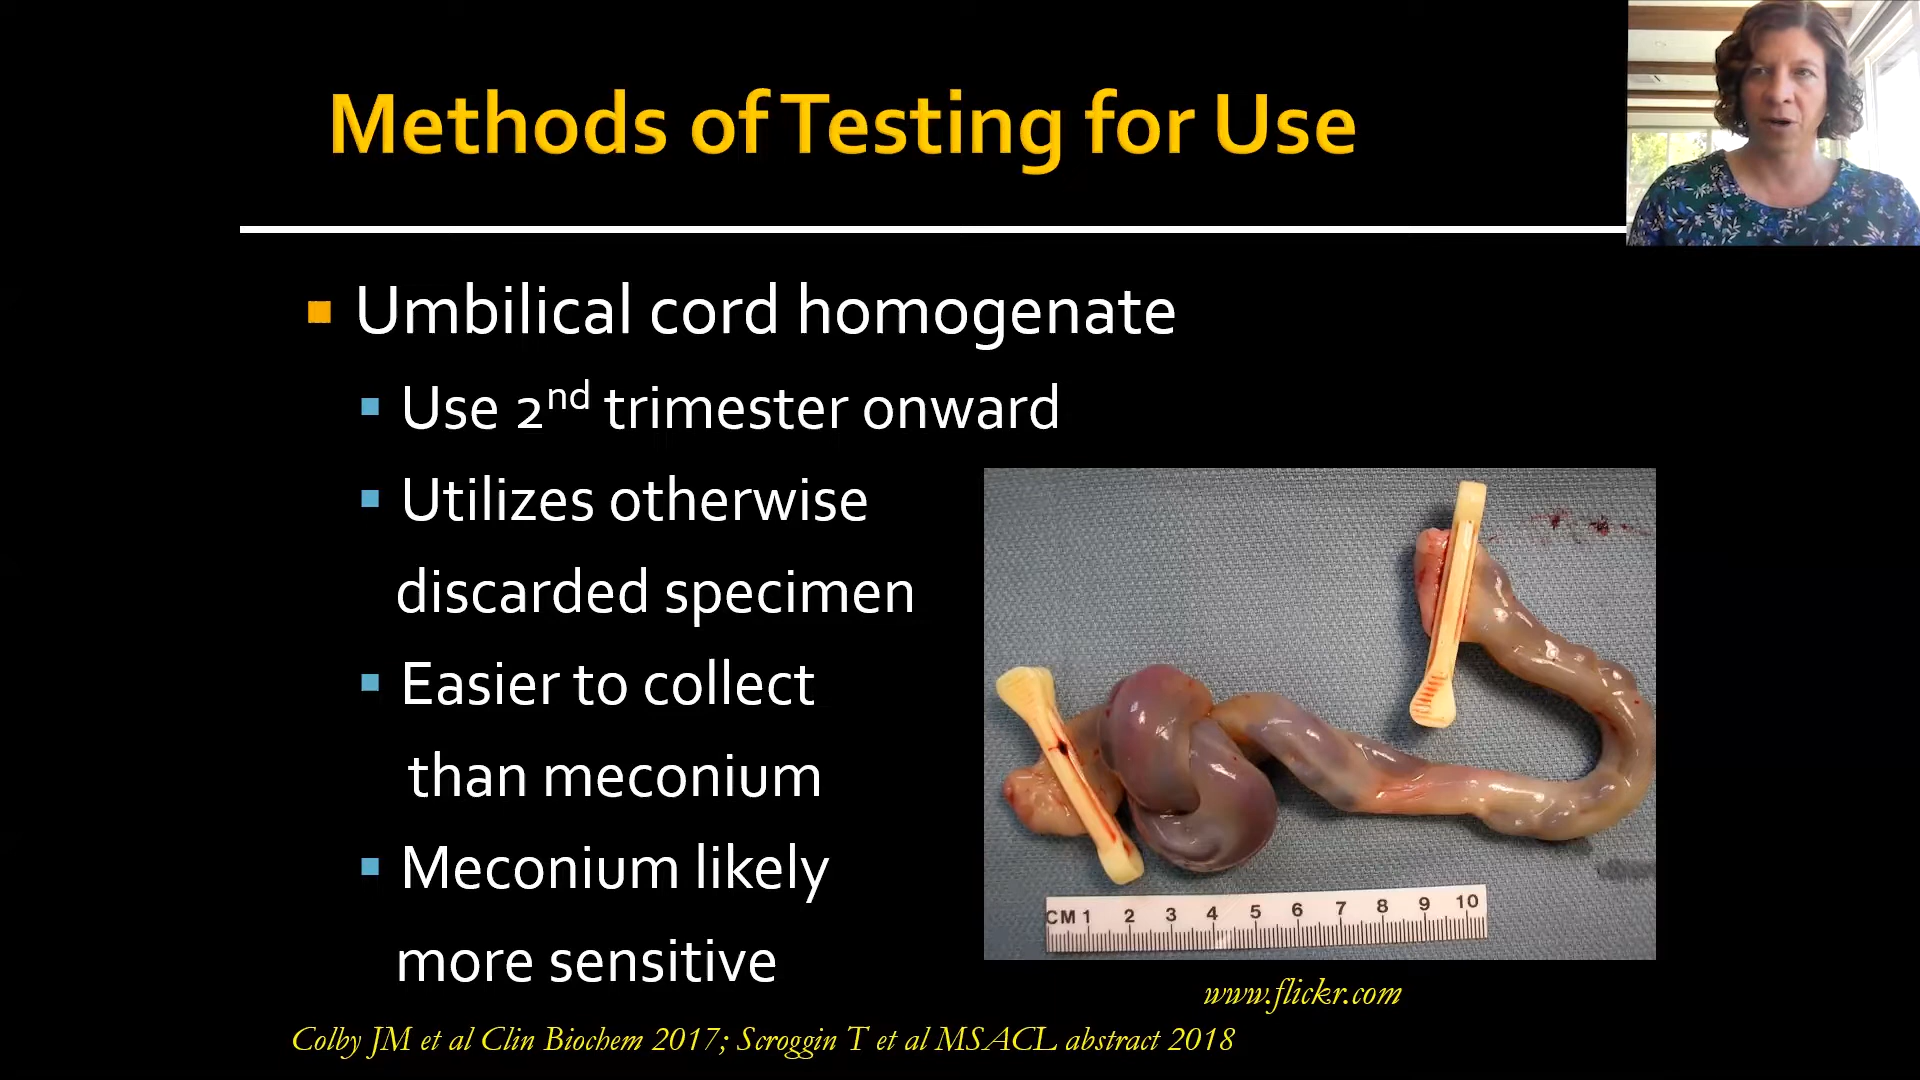 Methods of Testing for Use
Umbilical cord homogenate
Use 2nd trimester onward
Utilizes otherwise
discarded specimen
Easier to collect
than meconium
Meconium likely
more sensitive
CM 1 2 3 4 5 6 7 8 9 10
www.flickr.com
Colby JM et al Clin Biochem 2017; Scroggin T et al MSACL abstract 2018